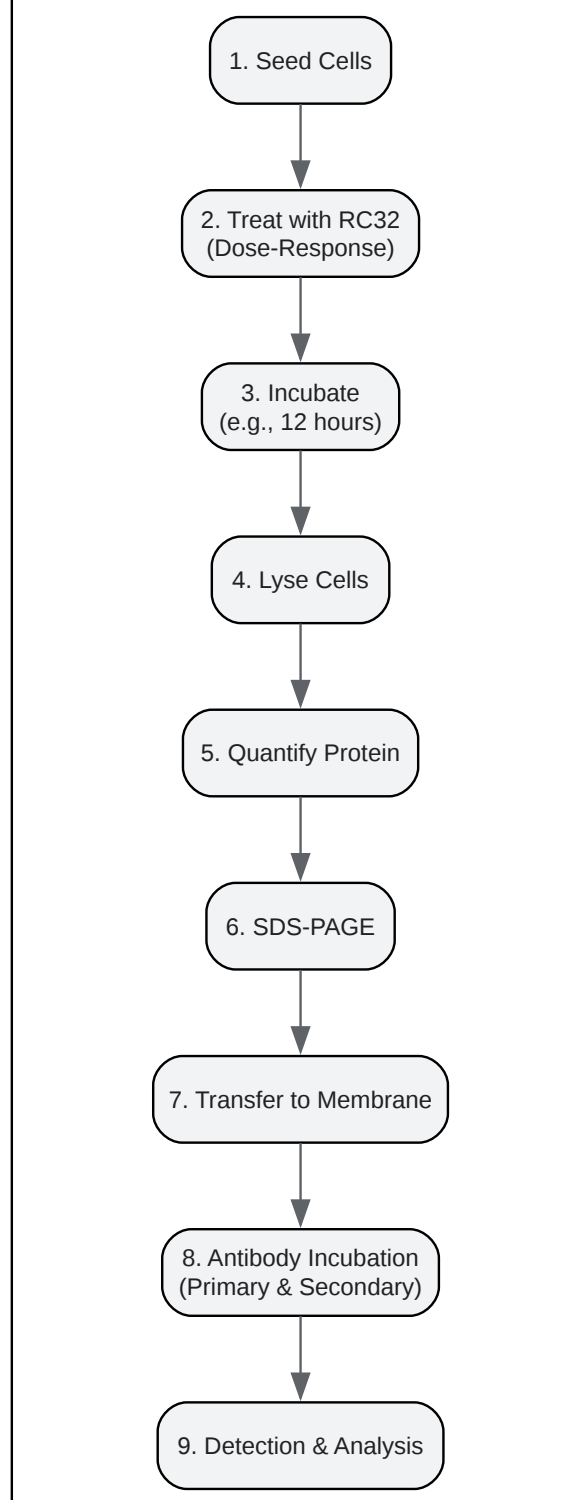 1. Seed Cells
2. Treat with RC32
(Dose-Response)
3. Incubate
(e.g., 12 hours)
4. Lyse Cells
5. Quantify Protein
6. SDS-PAGE
7. Transfer to Membrane
8. Antibody Incubation
(Primary & Secondary)
9. Detection & Analysis